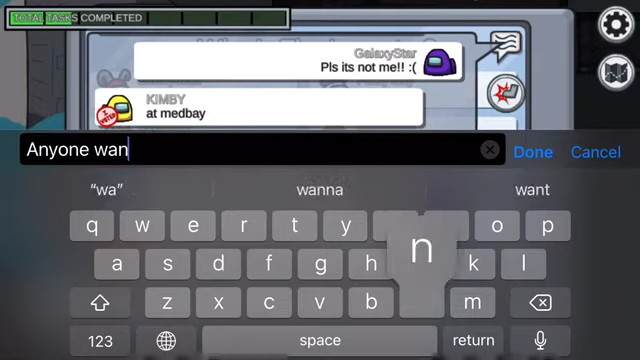 TOTAL TASKS COMPLETED
GalaxyStar
Pls its not me!! :(
KIMBY
at medbay
I VOTED
Anyone wan
Done
Cancel
“wa”
wanna
want
q w e r t y o p
a s d f g h n k l
z x c v b m
123 space return